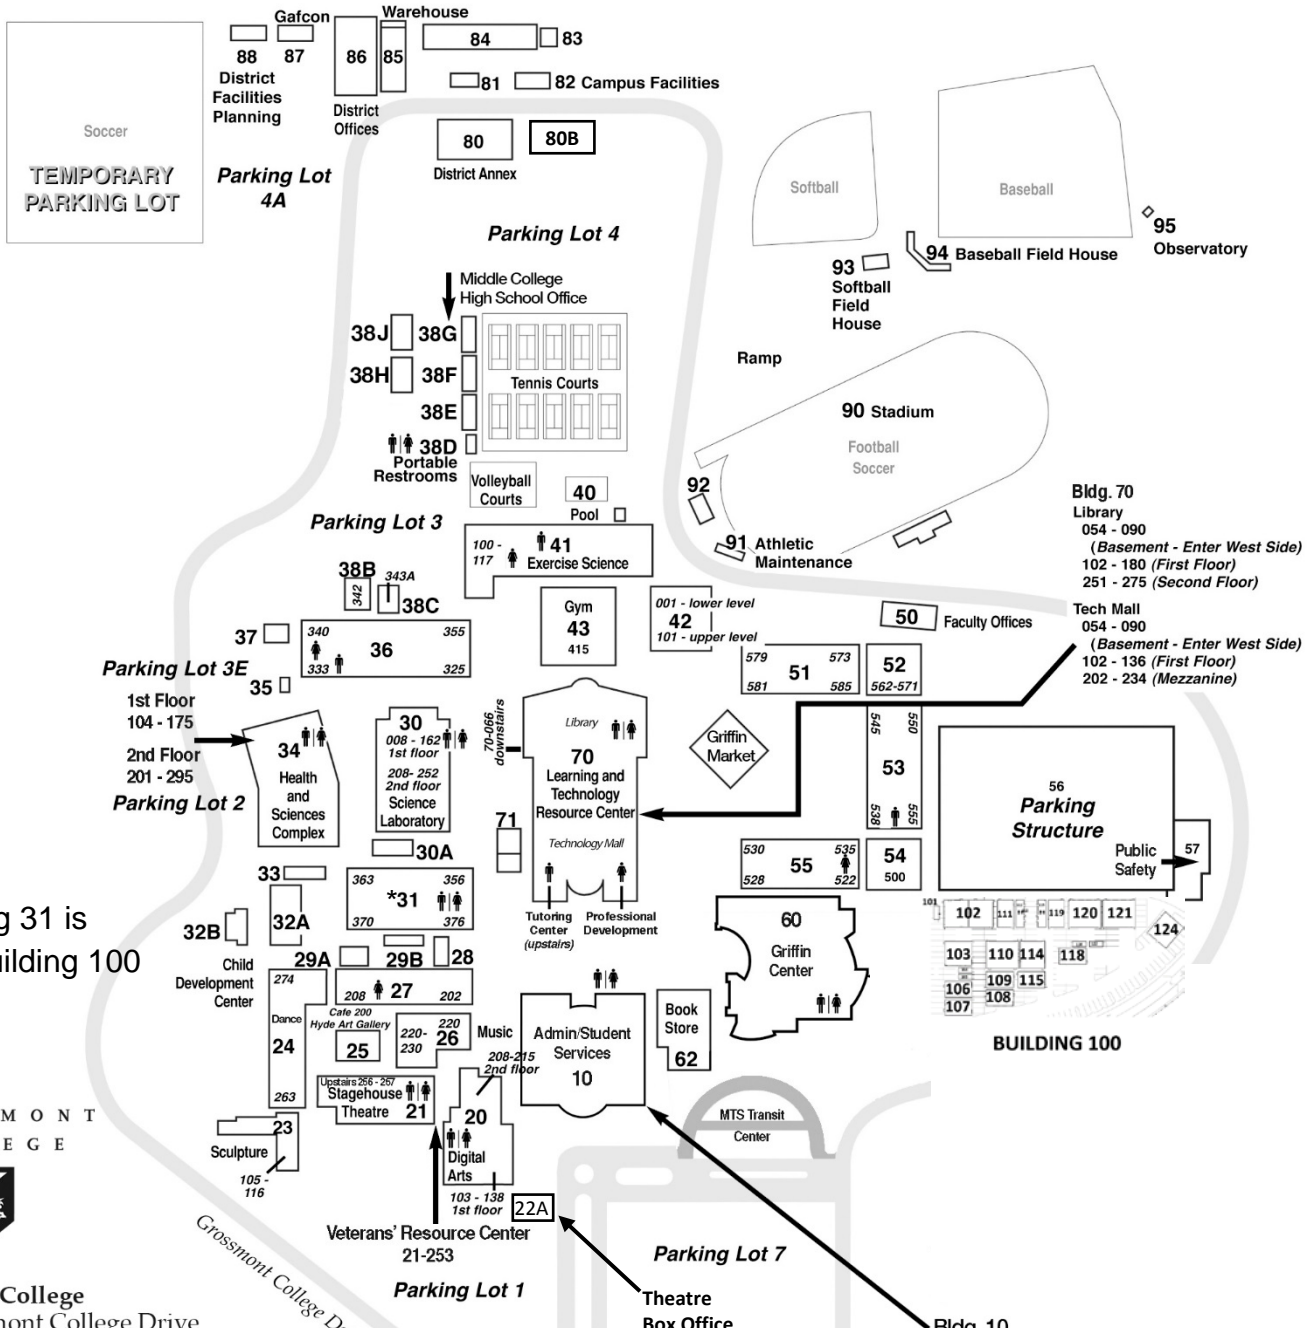 Gafcon
Warehouse
88
87
86
85
84
83
District
Facilities
Planning
District
Offices
81
82 Campus Facilities
80
80B
District Annex
Soccer
TEMPORARY
PARKING LOT
Parking Lot
4A
Parking Lot 4
Softball
Baseball
95
Observatory
94 Baseball Field House
93
Softball
Field
House
Middle College
High School Office
38J
38G
38H
38F
38E
38D
Portable
Restrooms
Tennis Courts
Ramp
90 Stadium
Football
Soccer
Volleyball
Courts
40
Pool
92
91 Athletic
Maintenance
Parking Lot 3
100 -
117
41
Exercise Science
Bldg. 70
Library
054 - 090
(Basement - Enter West Side)
102 - 180 (First Floor)
251 - 275 (Second Floor)
Tech Mall
054 - 090
(Basement - Enter West Side)
102 - 136 (First Floor)
202 - 234 (Mezzanine)
38B
342
343A
38C
Gym
43
415
001 - lower level
42
101 - upper level
50
Faculty Offices
37
340
355
36
333
325
Parking Lot 3E
35
1st Floor
104 - 175
2nd Floor
201 - 295
Parking Lot 2
34
Health
and
Sciences
Complex
30
008 - 162
1st floor
208- 252
2nd floor
Science
Laboratory
30A
70-066
downstairs
Library
70
Learning and
Technology
Resource Center
Technology Mall
71
Tutoring
Center
(upstairs)
Professional
Development
579
573
51
581
585
52
562-571
Griffin
Market
545
550
53
538
555
530
535
55
528
522
54
500
56
Parking
Structure
Public
Safety
57
33
363
356
*31
370
376
g 31 is
uilding 100
32B
32A
Child
Development
Center
29A
29B
28
274
Dance
24
263
208
27
202
Cafe 200
Hyde Art Gallery
25
220-
230
220
26
Music
208-215
2nd floor
Upstairs 256 - 257
Stagehouse
Theatre
21
20
Digital
Arts
103 - 138
1st floor
23
Sculpture
105 -
116
22A
Admin/Student
Services
10
Book
Store
62
60
Griffin
Center
101
102
111
119
120
121
124
103
110
114
118
106
109
115
107
108
BUILDING 100
MTS Transit
Center
Veterans' Resource Center
21-253
Parking Lot 1
Parking Lot 7
Theatre
Box Office
Bldg. 10
MONT
EGE
Grossmont College D
College
mont College Drive